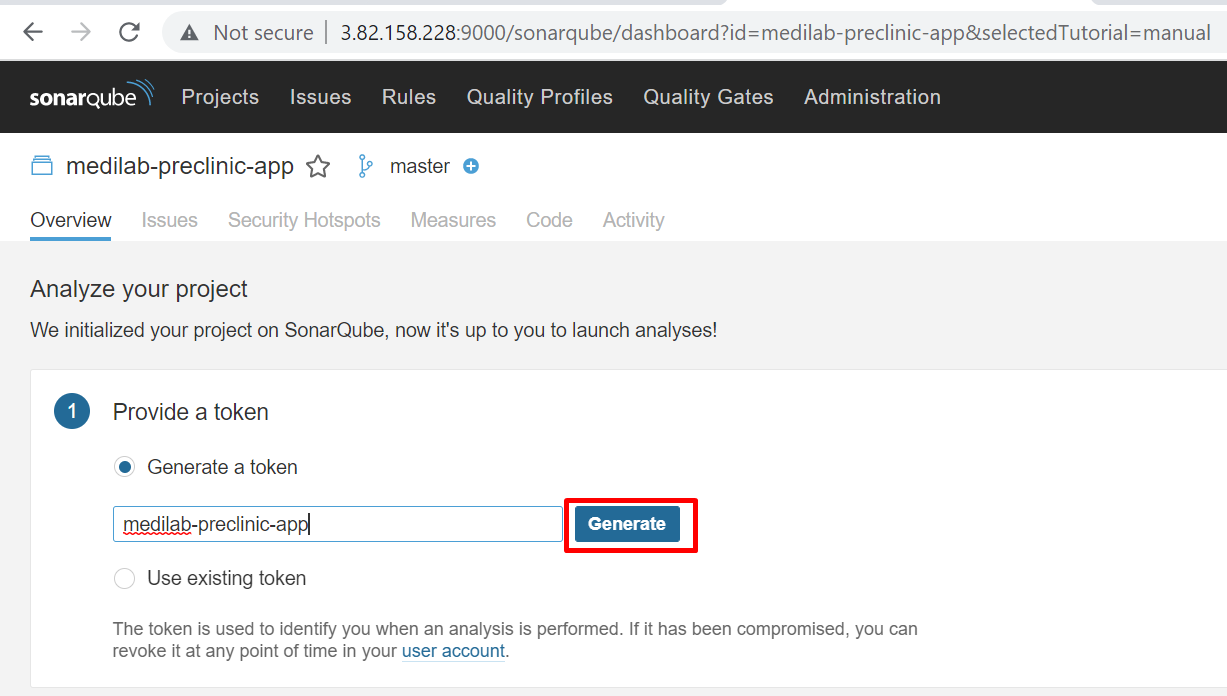 Not secure 3.82.158.228:9000/sonarqube/dashboard?id=medilab-preclinic-app&selectedTutorial=manual
sonarqube Projects Issues Rules Quality Profiles Quality Gates Administration
medilab-preclinic-app master
Overview Issues Security Hotspots Measures Code Activity
Analyze your project
We initialized your project on SonarQube, now it's up to you to launch analyses!
1 Provide a token
Generate a token
medilab-preclinic-app Generate
Use existing token
The token is used to identify you when an analysis is performed. If it has been compromised, you can
revoke it at any point of time in your user account.